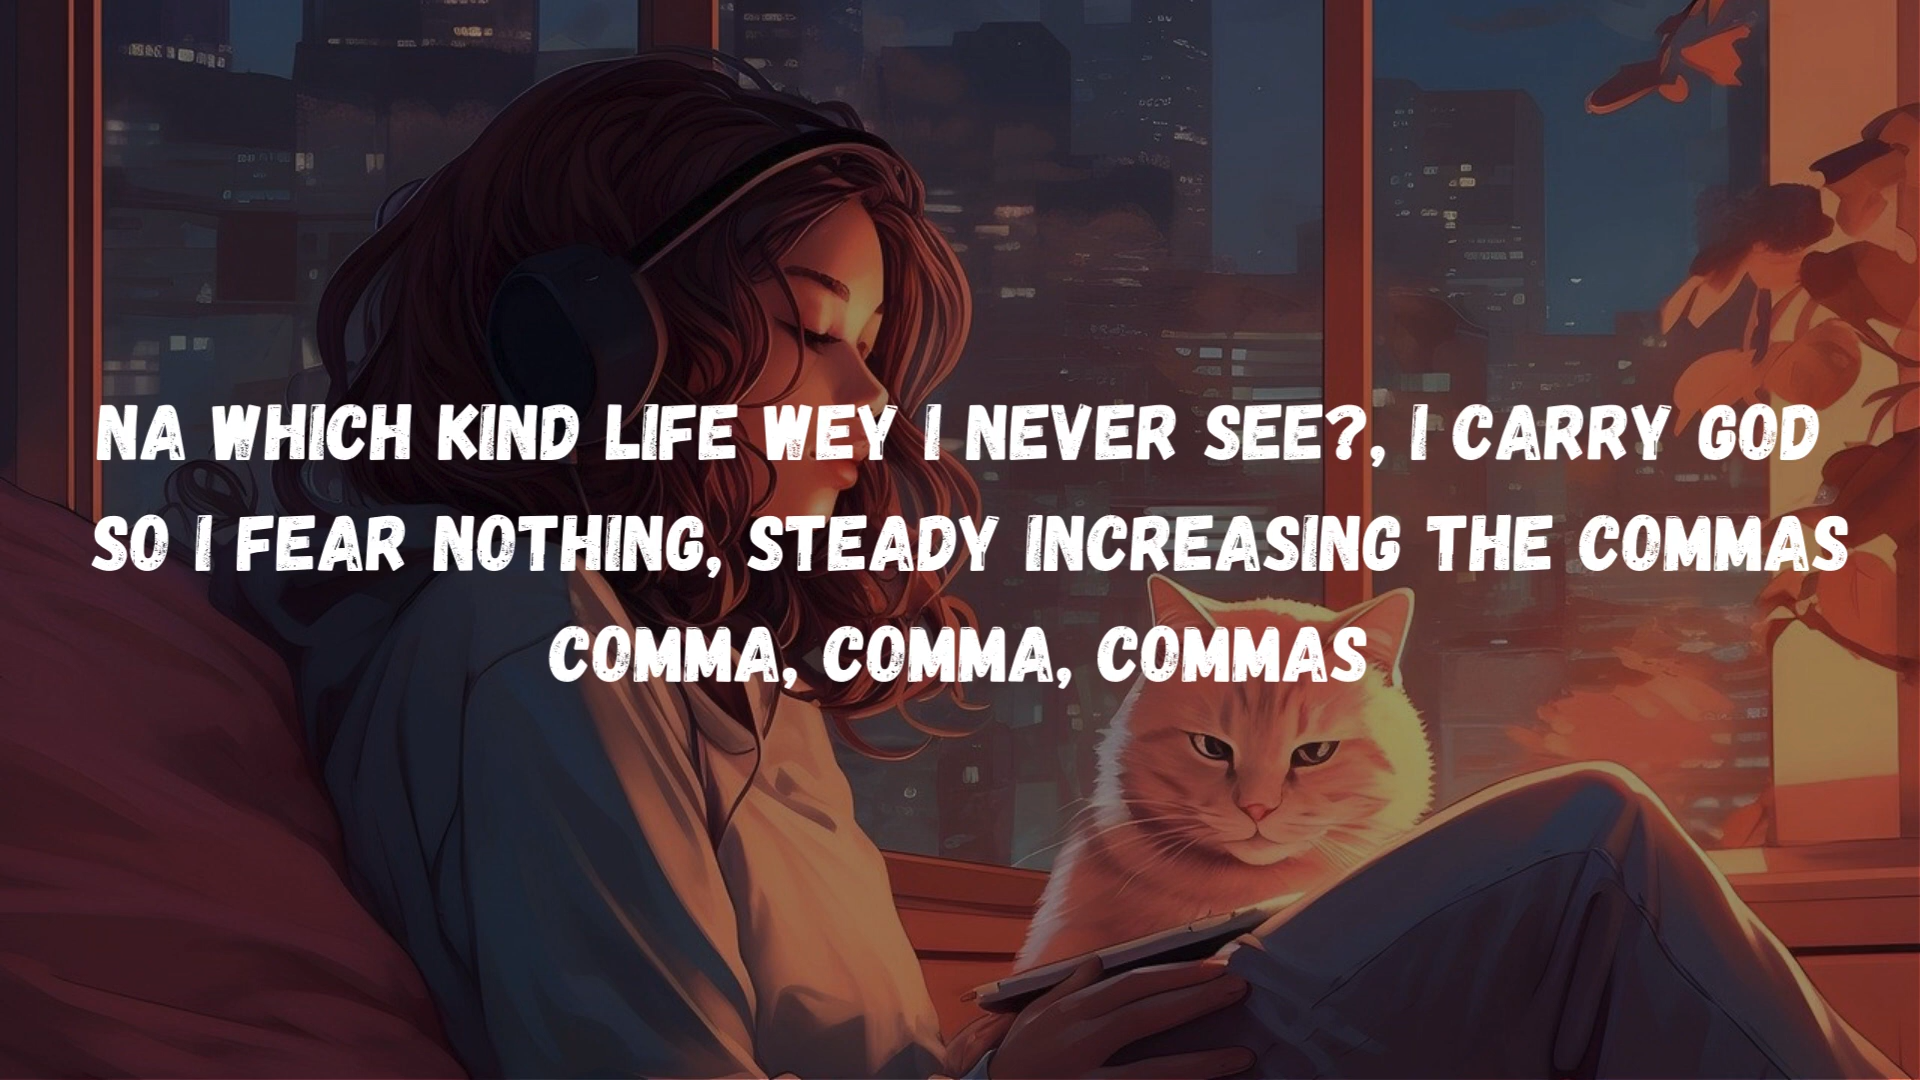 NA WHICH KIND LIFE WEY I NEVER SEE?, I CARRY GOD
SO I FEAR NOTHING, STEADY INCREASING THE COMMAS
COMMA, COMMA, COMMAS